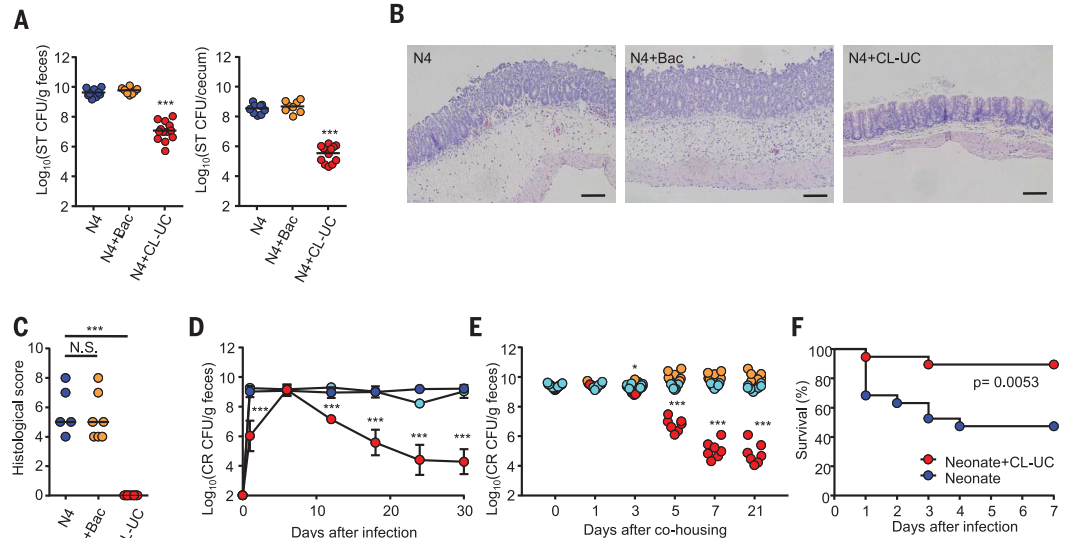 A
Log10(ST CFU/g feces)
12
10
8
6
4
2
***
N4
N4+Bac
N4+CL-UC
Log10(ST CFU/cecum)
12
10
8
6
4
2
***
N4
N4+Bac
N4+CL-UC
B
N4
N4+Bac
N4+CL-UC
C
Histological score
10
8
6
4
2
0
***
N.S.
N4
+Bac
CL-UC
D
Log10(CR CFU/g feces)
12
10
8
6
4
2
***
***
***
***
***
0
10
20
30
Days after infection
E
Log10(CR CFU/g feces)
12
10
8
6
4
2
*
***
***
***
0
1
3
5
7
21
Days after co-housing
F
Survival (%)
100
80
60
40
20
0
p= 0.0053
Neonate+CL-UC
Neonate
0
1
2
3
4
5
6
7
Days after infection